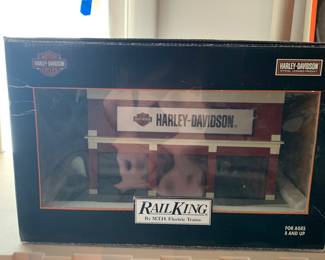 HARLEY-DAVIDSON
HARLEY-DAVIDSON®
RAILKING®
By M.T.H. Electric Trains
FOR AGES
8 AND UP